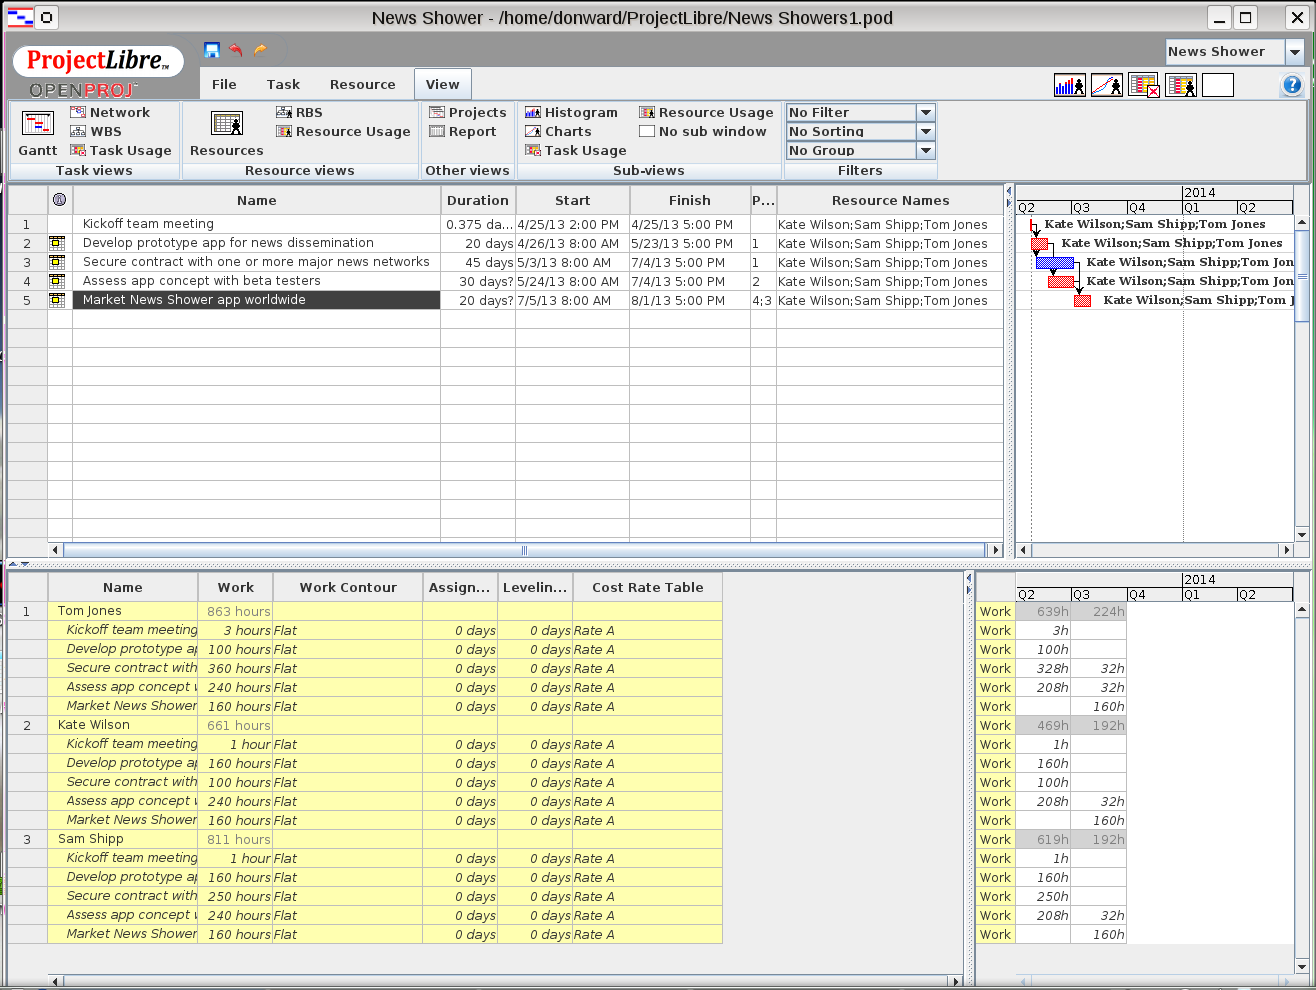 News Shower - /home/donward/ProjectLibre/News Showers1.pod
ProjectLibre™
OPENPROJ
News Shower
File Task Resource View
Gantt Network WBS Task Usage
Task views
Resources RBS Resource Usage
Resource views
Projects Report
Other views
Histogram Charts Task Usage Resource Usage No sub window
Sub-views
No Filter
No Sorting
No Group
Filters
Name Duration Start Finish P... Resource Names
1 Kickoff team meeting 0.375 da... 4/25/13 2:00 PM 4/25/13 5:00 PM Kate Wilson;Sam Shipp;Tom Jones
2 Develop prototype app for news dissemination 20 days 4/26/13 8:00 AM 5/23/13 5:00 PM 1 Kate Wilson;Sam Shipp;Tom Jones
3 Secure contract with one or more major news networks 45 days 5/3/13 8:00 AM 7/4/13 5:00 PM 1 Kate Wilson;Sam Shipp;Tom Jones
4 Assess app concept with beta testers 30 days? 5/24/13 8:00 AM 7/4/13 5:00 PM 2 Kate Wilson;Sam Shipp;Tom Jones
5 Market News Shower app worldwide 20 days? 7/5/13 8:00 AM 8/1/13 5:00 PM 4;3 Kate Wilson;Sam Shipp;Tom Jones
2014
Q2 Q3 Q4 Q1 Q2
Kate Wilson;Sam Shipp;Tom Jones
Kate Wilson;Sam Shipp;Tom Jones
Kate Wilson;Sam Shipp;Tom Jon
Kate Wilson;Sam Shipp;Tom Jon
Kate Wilson;Sam Shipp;Tom J
Name Work Work Contour Assign... Levelin... Cost Rate Table
2014
Q2 Q3 Q4 Q1 Q2
1 Tom Jones 863 hours Work 639h 224h
Kickoff team meeting 3 hours Flat 0 days 0 days Rate A Work 3h
Develop prototype a 100 hours Flat 0 days 0 days Rate A Work 100h
Secure contract with 360 hours Flat 0 days 0 days Rate A Work 328h 32h
Assess app concept 240 hours Flat 0 days 0 days Rate A Work 208h 32h
Market News Shower 160 hours Flat 0 days 0 days Rate A Work 160h
2 Kate Wilson 661 hours Work 469h 192h
Kickoff team meeting 1 hour Flat 0 days 0 days Rate A Work 1h
Develop prototype a 160 hours Flat 0 days 0 days Rate A Work 160h
Secure contract with 100 hours Flat 0 days 0 days Rate A Work 100h
Assess app concept 240 hours Flat 0 days 0 days Rate A Work 208h 32h
Market News Shower 160 hours Flat 0 days 0 days Rate A Work 160h
3 Sam Shipp 811 hours Work 619h 192h
Kickoff team meeting 1 hour Flat 0 days 0 days Rate A Work 1h
Develop prototype a 160 hours Flat 0 days 0 days Rate A Work 160h
Secure contract with 250 hours Flat 0 days 0 days Rate A Work 250h
Assess app concept 240 hours Flat 0 days 0 days Rate A Work 208h 32h
Market News Shower 160 hours Flat 0 days 0 days Rate A Work 160h